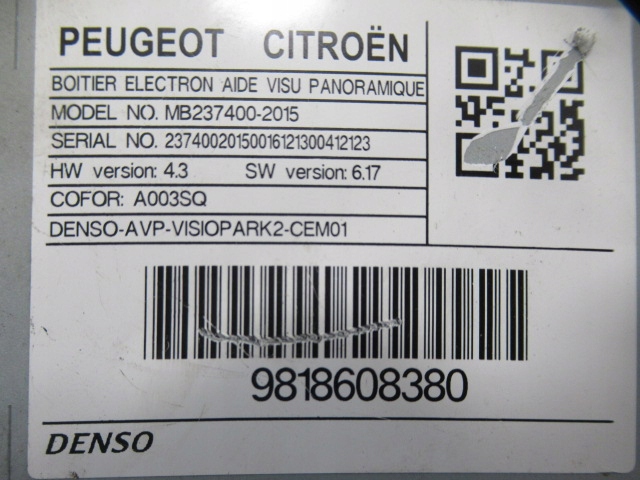 PEUGEOT CITROËN
BOITIER ELECTRON AIDE VISU PANORAMIQUE
MODEL NO. MB237400-2015
SERIAL NO. 23740020150016121300412123
HW version: 4.3 SW version: 6.17
COFOR: A003SQ
DENSO-AVP-VISIOPARK2-CEM01
9818608380
DENSO